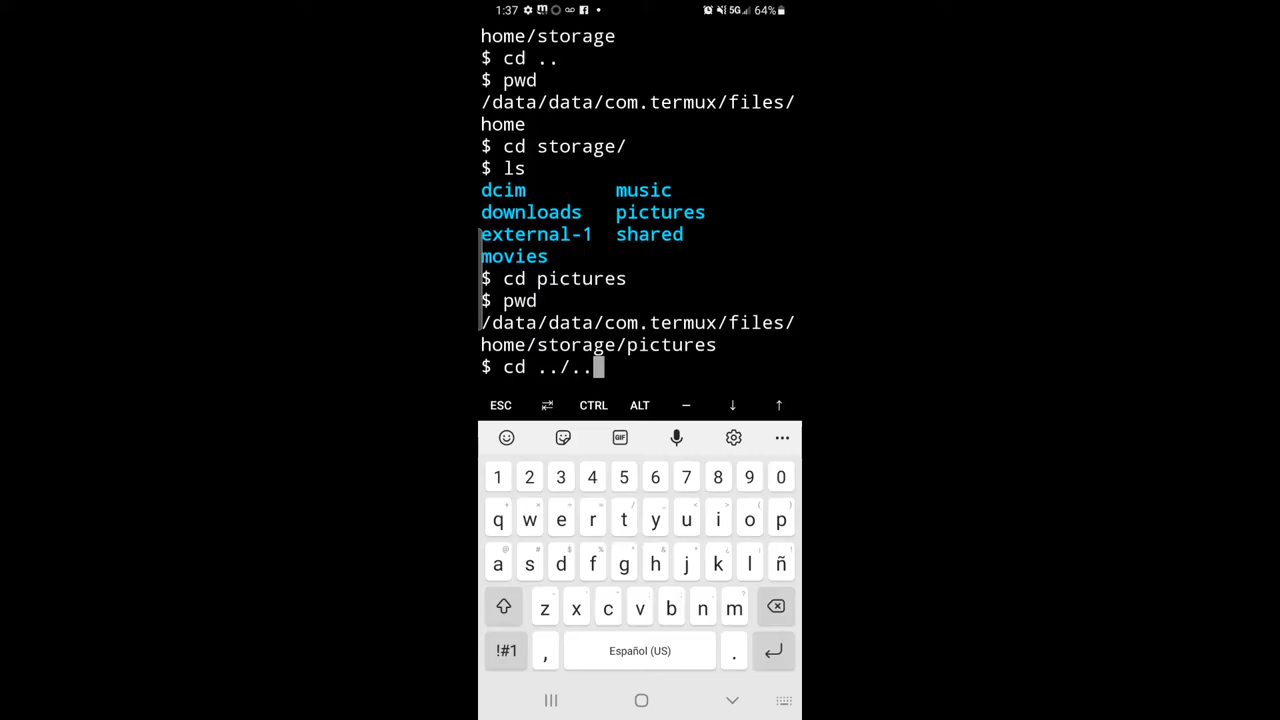 1:37 5G 64%
home/storage
$ cd ..
$ pwd
/data/data/com.termux/files/
home
$ cd storage/
$ ls
dcim music
downloads pictures
external-1 shared
movies
$ cd pictures
$ pwd
/data/data/com.termux/files/
home/storage/pictures
$ cd ../..
ESC CTRL ALT – ↓ ↑
GIF
1 2 3 4 5 6 7 8 9 0
q w e r t y u i o p
a s d f g h j k l ñ
z x c v b n m
!#1 , Español (US) .